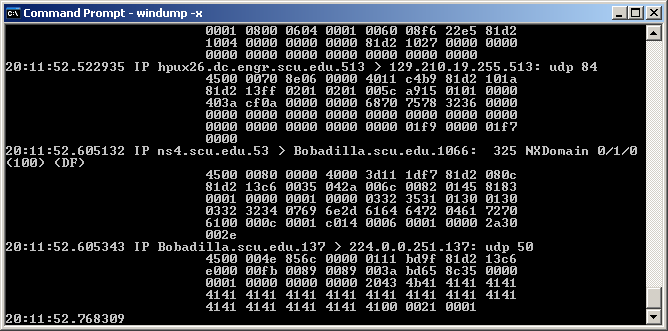 Command Prompt - windump -x
0001 0800 0604 0001 0060 08f6 22e5 81d2
1004 0000 0000 0000 81d2 1027 0000 0000
0000 0000 0000 0000 0000 0000 0000
20:11:52.522935 IP hpux26.dc.engr.scu.edu.513 > 129.210.19.255.513: udp 84
4500 0070 8e06 0000 4011 c4b9 81d2 101a
81d2 13ff 0201 0201 005c a915 0101 0000
403a cf0a 0000 0000 6870 7578 3236 0000
0000 0000 0000 0000 0000 0000 0000 0000
0000 0000 0000 0000 0000 01f9 0000 01f7
0000
20:11:52.605132 IP ns4.scu.edu.53 > Bobadilla.scu.edu.1066:  325 NXDomain 0/1/0
(100) (DF)
4500 0080 0000 4000 3d11 1df7 81d2 080c
81d2 13c6 0035 042a 006c 0082 0145 8183
0001 0000 0001 0000 0332 3531 0130 0130
0332 3234 0769 6e2d 6164 6472 0461 7270
6100 000c 0001 c014 0006 0001 0000 2a30
002e
20:11:52.605343 IP Bobadilla.scu.edu.137 > 224.0.0.251.137: udp 50
4500 004e 856c 0000 0111 bd9f 81d2 13c6
e000 00fb 0089 0089 003a bd65 8c35 0000
0001 0000 0000 0000 2043 4b41 4141 4141
4141 4141 4141 4141 4141 4141 4141 4141
4141 4141 4141 4141 4100 0021 0001
20:11:52.768309